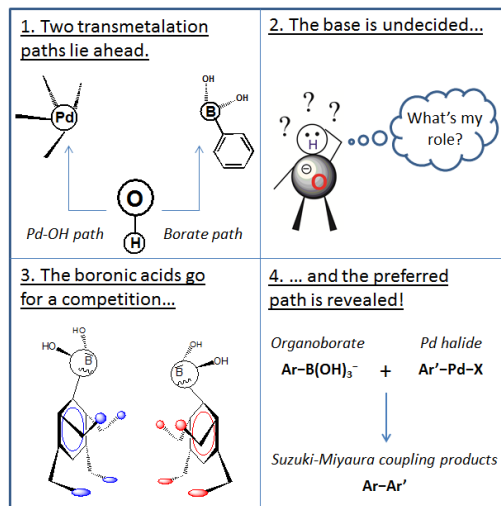 1. Two transmetalation
paths lie ahead.
Pd
OH
B
OH
O
H
Pd-OH path
Borate path
2. The base is undecided...
? ? ?
H
⊖
O
What's my
role?
3. The boronic acids go
for a competition...
HO
HO
B
OH
OH
B
4. ... and the preferred
path is revealed!
Organoborate
Pd halide
Ar–B(OH)₃⁻ + Ar'–Pd–X
Suzuki-Miyaura coupling products
Ar–Ar'